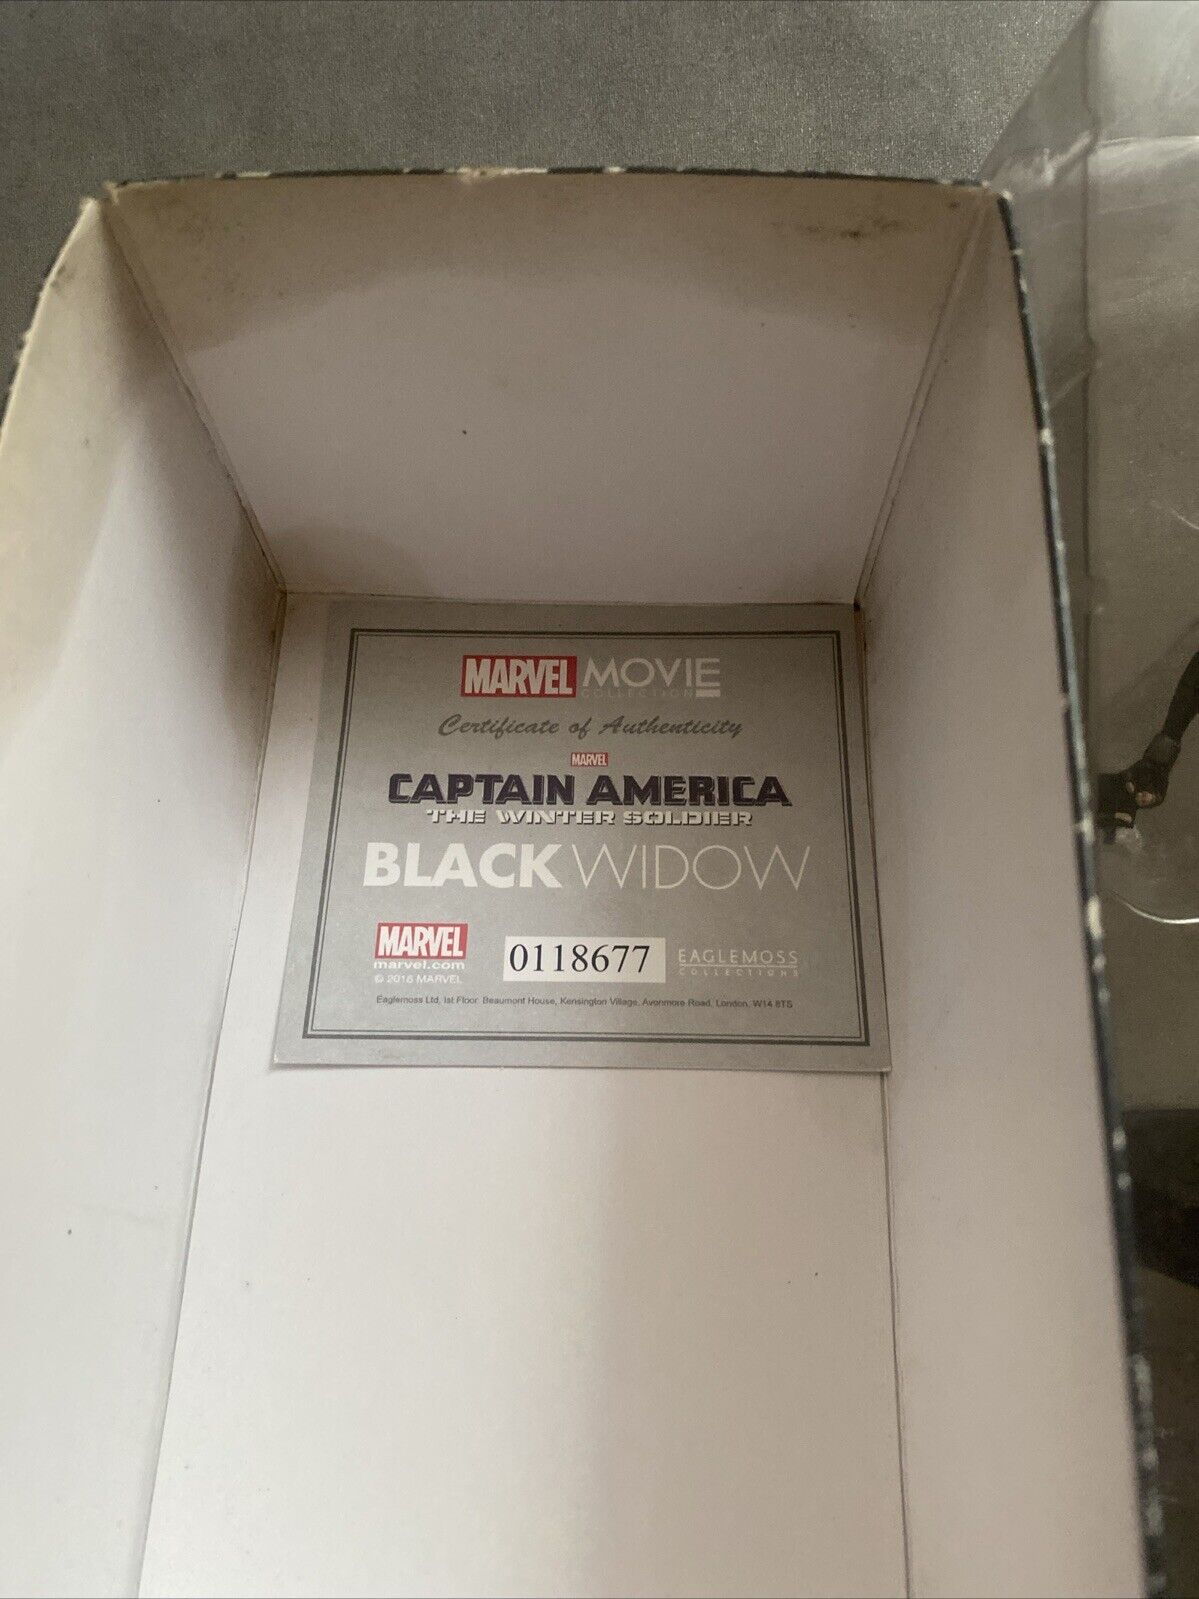 MARVEL MOVIE
COLLECTION
Certificate of Authenticity
MARVEL
CAPTAIN AMERICA
THE WINTER SOLDIER
BLACK WIDOW
MARVEL
marvel.com
© 2016 MARVEL
0118677
EAGLEMOSS
COLLECTIONS
Eaglemoss Ltd, 1st Floor Beaumont House, Kensington Village, Avonmore Road, London, W14 8TS